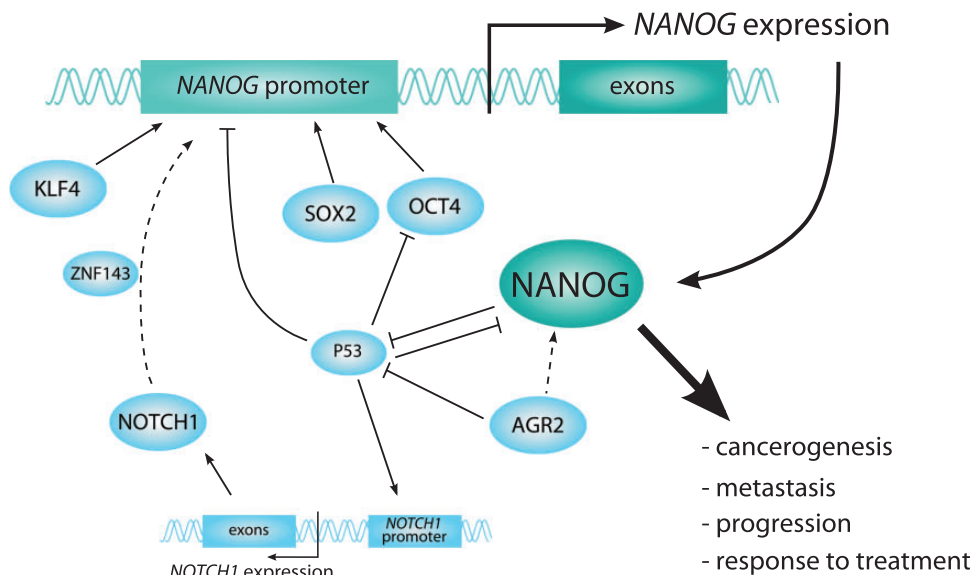 NANOG expression
NANOG promoter
exons
KLF4
SOX2
OCT4
ZNF143
NANOG
P53
NOTCH1
AGR2
- cancerogenesis
- metastasis
- progression
- response to treatment
exons
NOTCH1
promoter
NOTCH1 expression